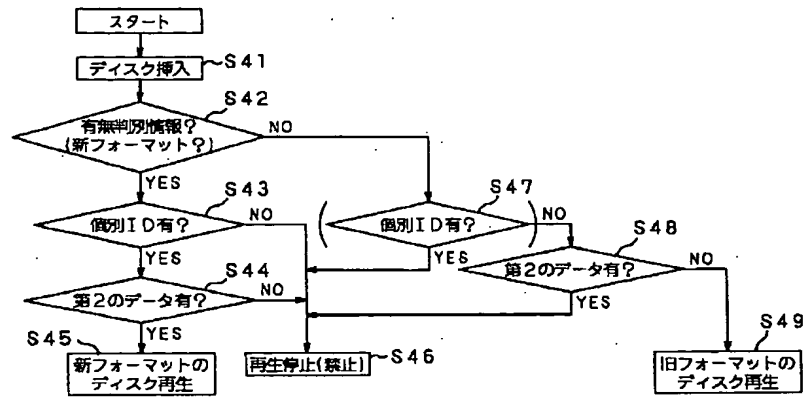 スタート
ディスク挿入
S41
有無判別情報?
(新フォーマット?)
S42
NO
YES
個別ID有?
S43
NO
YES
(個別ID有?)
S47
NO
YES
第2のデータ有?
S44
NO
YES
第2のデータ有?
S48
NO
YES
S45
新フォーマットの
ディスク再生
再生停止(禁止)
S46
S49
旧フォーマットの
ディスク再生